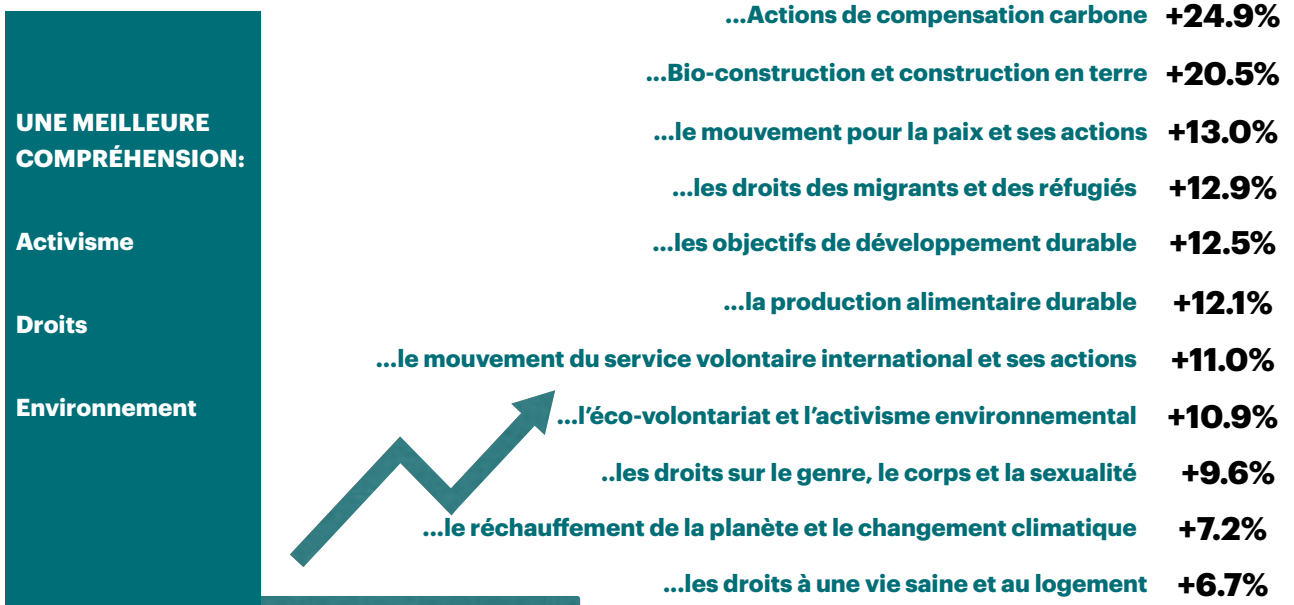 UNE MEILLEURE
COMPRÉHENSION:
Activisme
Droits
Environnement
...Actions de compensation carbone +24.9%
...Bio-construction et construction en terre +20.5%
...le mouvement pour la paix et ses actions +13.0%
...les droits des migrants et des réfugiés +12.9%
...les objectifs de développement durable +12.5%
...la production alimentaire durable +12.1%
...le mouvement du service volontaire international et ses actions +11.0%
...l’éco-volontariat et l’activisme environnemental +10.9%
..les droits sur le genre, le corps et la sexualité +9.6%
...le réchauffement de la planète et le changement climatique +7.2%
...les droits à une vie saine et au logement +6.7%